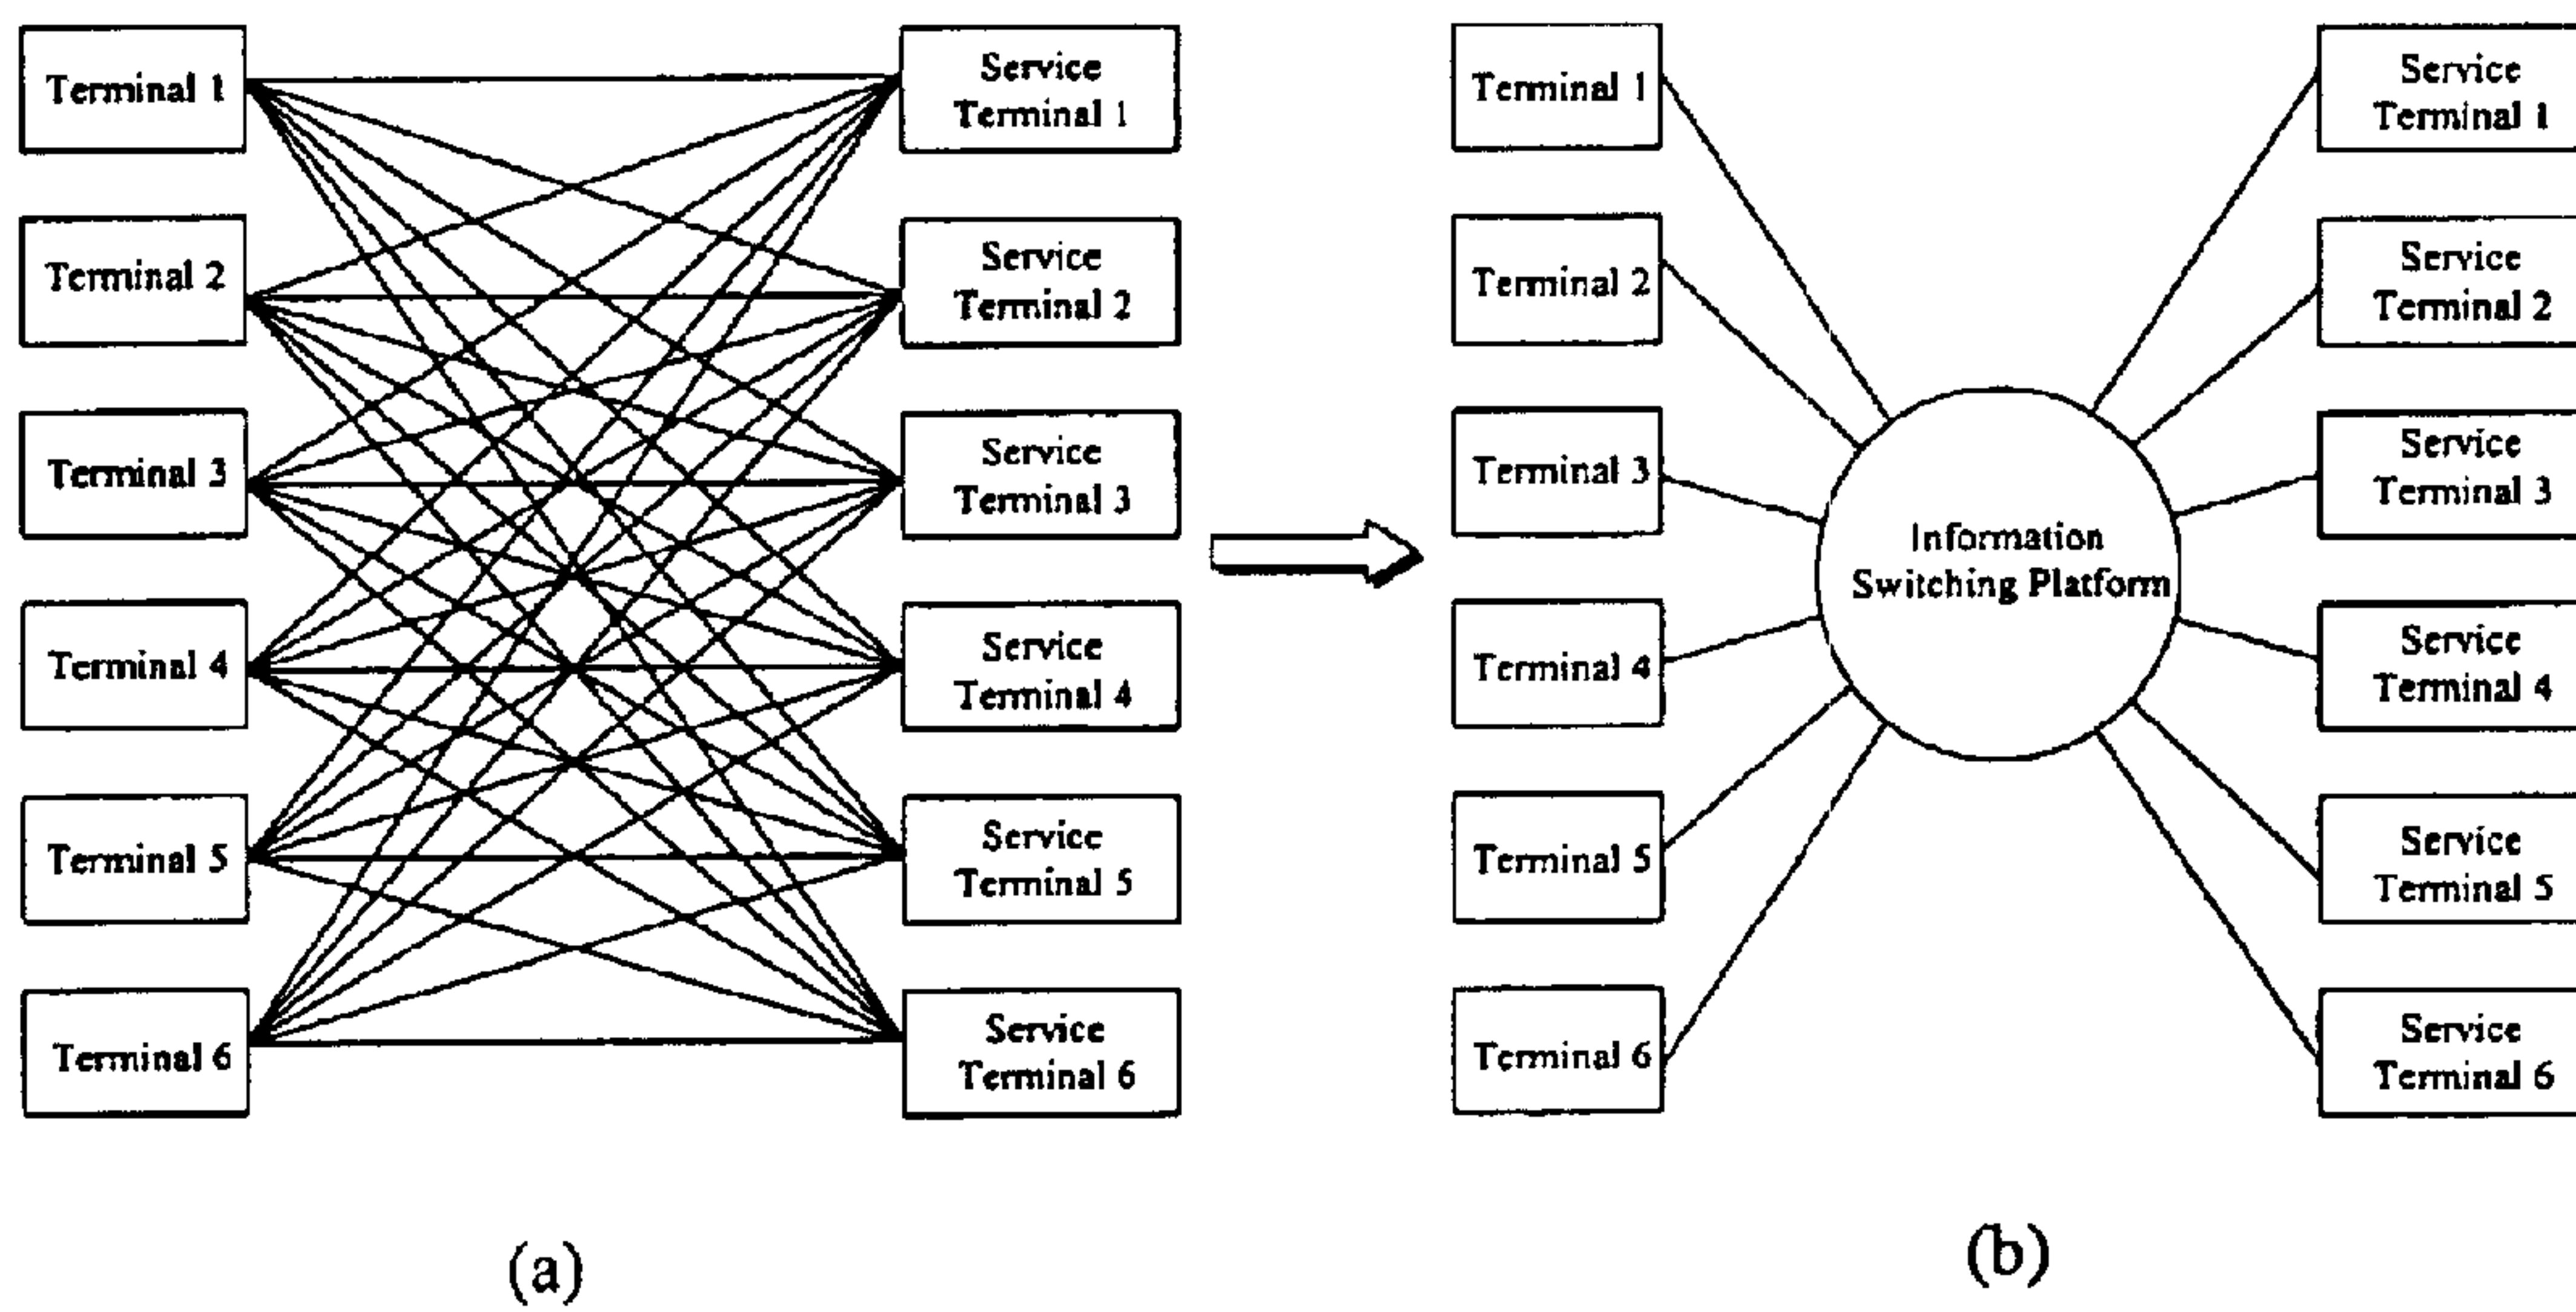 Terminal 1
Terminal 2
Terminal 3
Terminal 4
Terminal 5
Terminal 6
Service
Terminal 1
Service
Terminal 2
Service
Terminal 3
Service
Terminal 4
Service
Terminal 5
Service
Terminal 6
(a)
Terminal 1
Terminal 2
Terminal 3
Terminal 4
Terminal 5
Terminal 6
Information
Switching Platform
Service
Terminal 1
Service
Terminal 2
Service
Terminal 3
Service
Terminal 4
Service
Terminal 5
Service
Terminal 6
(b)